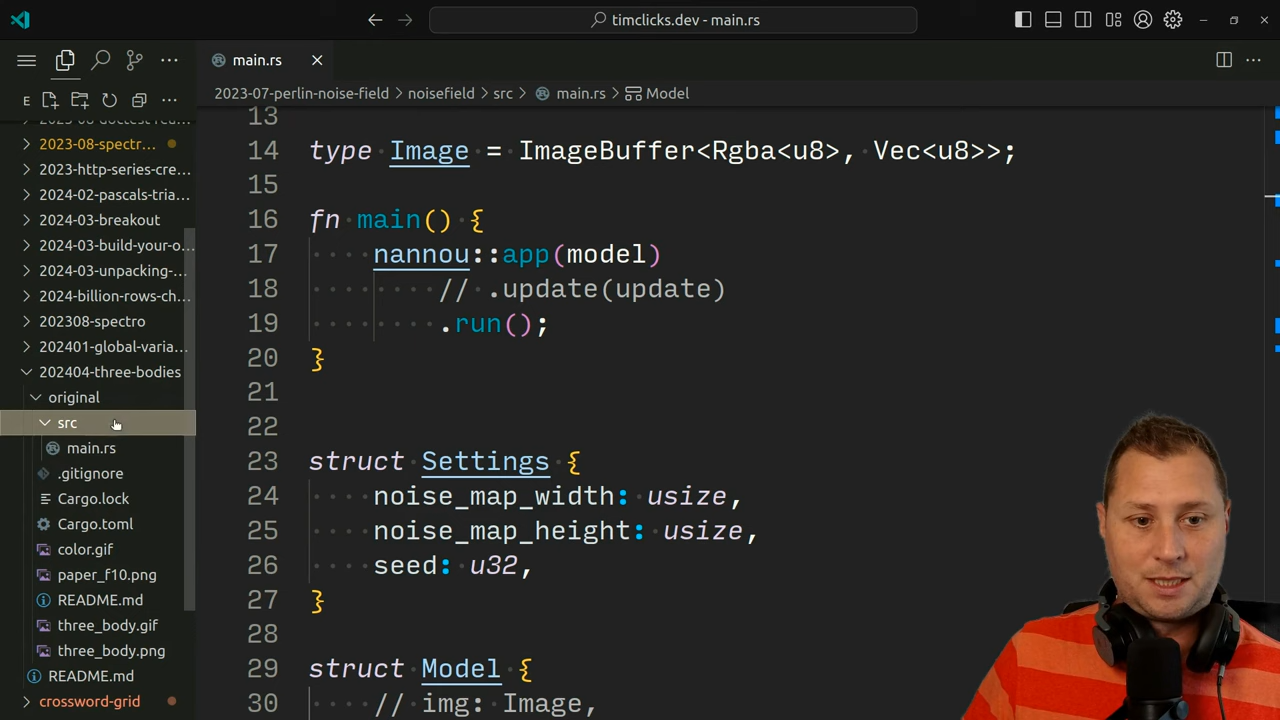 timclicks.dev - main.rs
main.rs
E
2023-07-perlin-noise-field > noisefield > src > main.rs > Model
2023-08-spectr...
2023-http-series-cre...
2024-02-pascals-tria...
2024-03-breakout
2024-03-build-your-o...
2024-03-unpacking-...
2024-billion-rows-ch...
202308-spectro
202401-global-varia...
202404-three-bodies
original
src
main.rs
.gitignore
Cargo.lock
Cargo.toml
color.gif
paper_f10.png
README.md
three_body.gif
three_body.png
README.md
crossword-grid
13
14 type Image = ImageBuffer<Rgba<u8>, Vec<u8>>;
15
16 fn main() {
17 nannou::app(model)
18 // .update(update)
19 .run();
20 }
21
22
23 struct Settings {
24 noise_map_width: usize,
25 noise_map_height: usize,
26 seed: u32,
27 }
28
29 struct Model {
30 // img: Image,